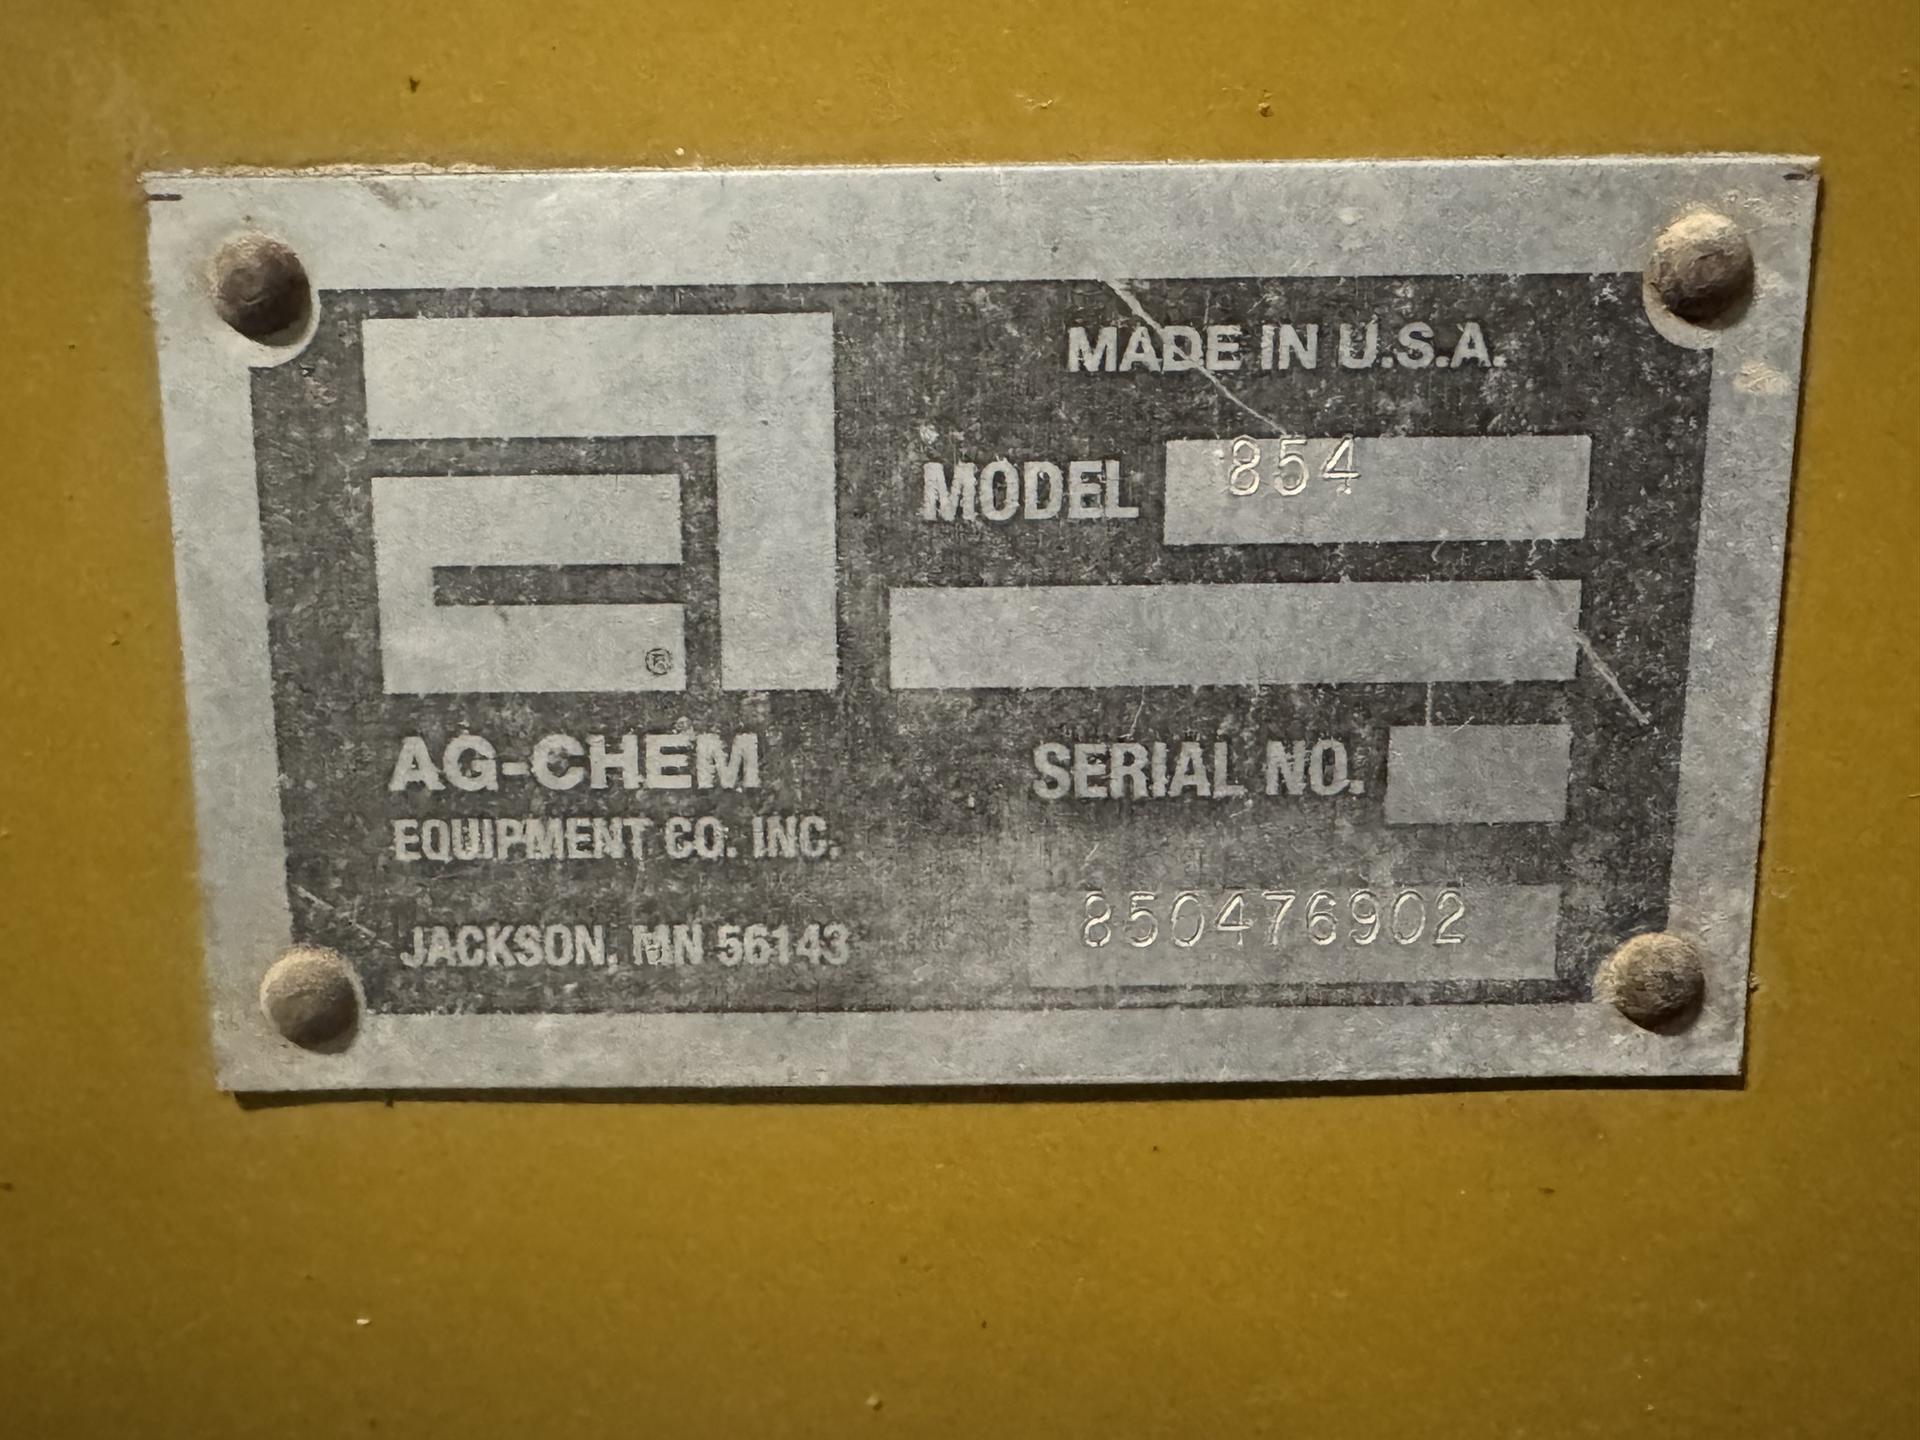 MADE IN U.S.A.
MODEL 854
®
AG-CHEM
EQUIPMENT CO. INC.
JACKSON, MN 56143
SERIAL NO.
850476902